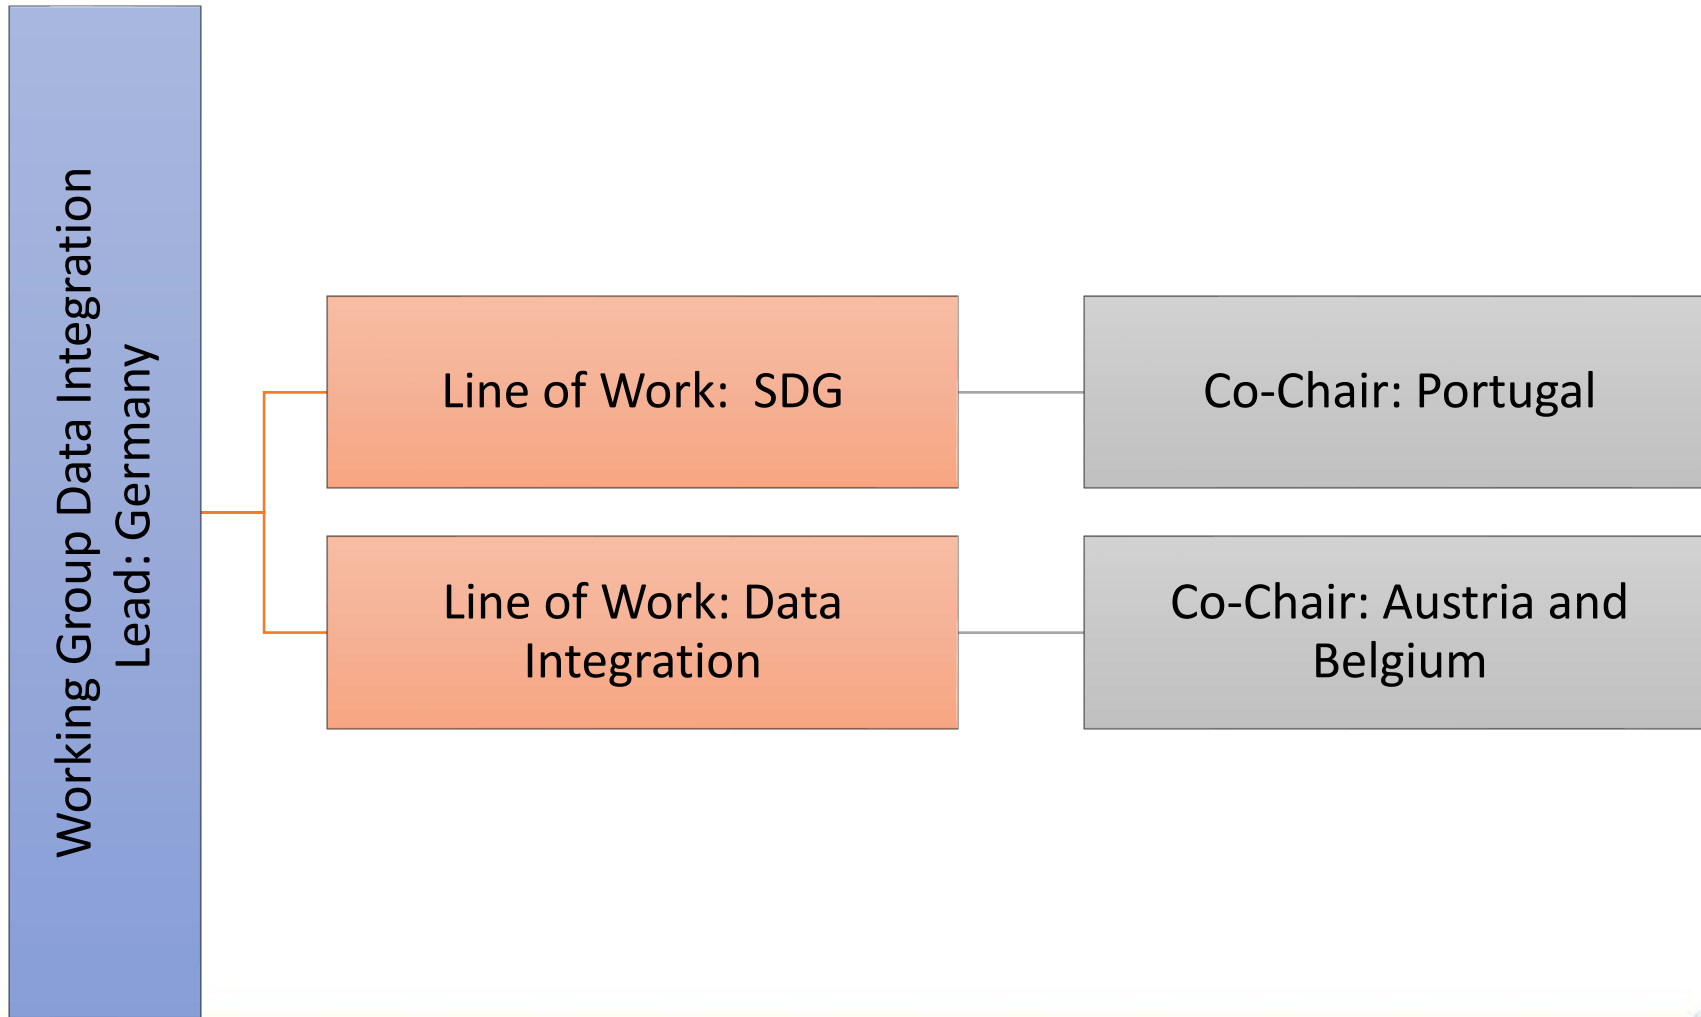 Working Group Data Integration
Lead: Germany
Line of Work:  SDG
Co-Chair: Portugal
Line of Work: Data
Integration
Co-Chair: Austria and
Belgium